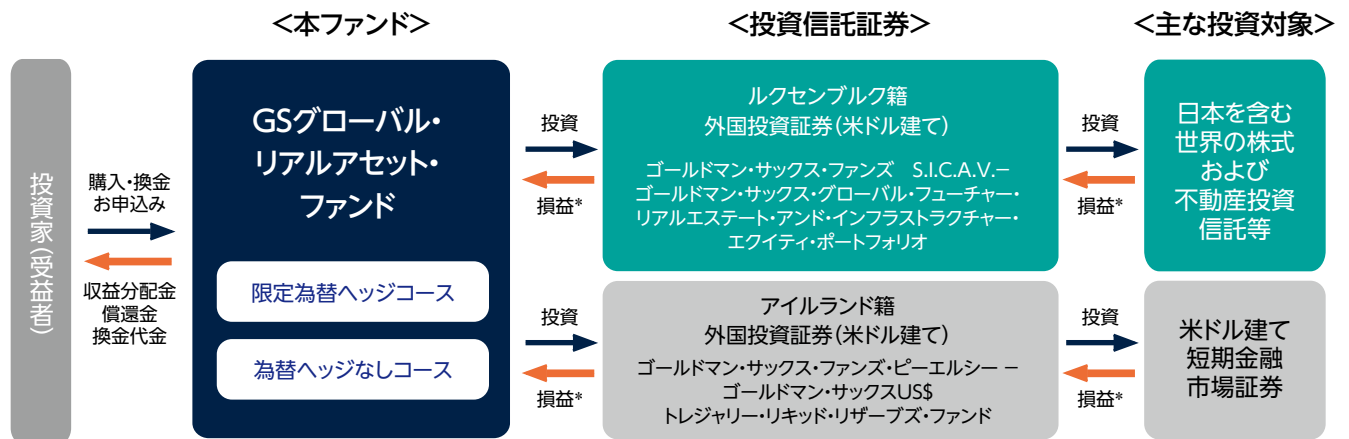 <本ファンド>
<投資信託証券>
<主な投資対象>
投資家(受益者)
購入・換金
お申込み
収益分配金
償還金
換金代金
GSグローバル・
リアルアセット・
ファンド
限定為替ヘッジコース
為替ヘッジなしコース
投資
損益*
投資
損益*
ルクセンブルク籍
外国投資証券(米ドル建て)
ゴールドマン・サックス・ファンズ S.I.C.A.V.−
ゴールドマン・サックス・グローバル・フューチャー・
リアルエステート・アンド・インフラストラクチャー・
エクイティ・ポートフォリオ
アイルランド籍
外国投資証券(米ドル建て)
ゴールドマン・サックス・ファンズ・ピーエルシー −
ゴールドマン・サックスUS$
トレジャリー・リキッド・リザーブズ・ファンド
投資
損益*
投資
損益*
日本を含む
世界の株式
および
不動産投資
信託等
米ドル建て
短期金融
市場証券